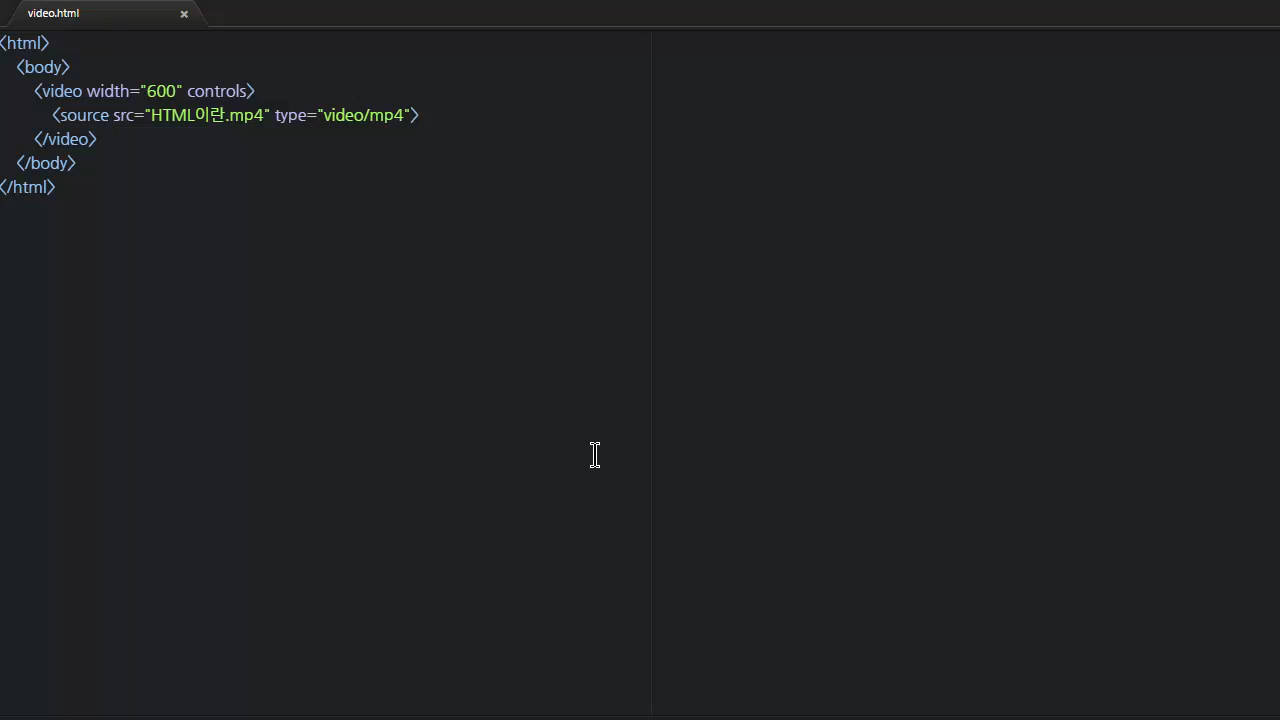 video.html ×
<html>
<body>
<video width="600" controls>
<source src="HTML이란.mp4" type="video/mp4">
</video>
</body>
</html>